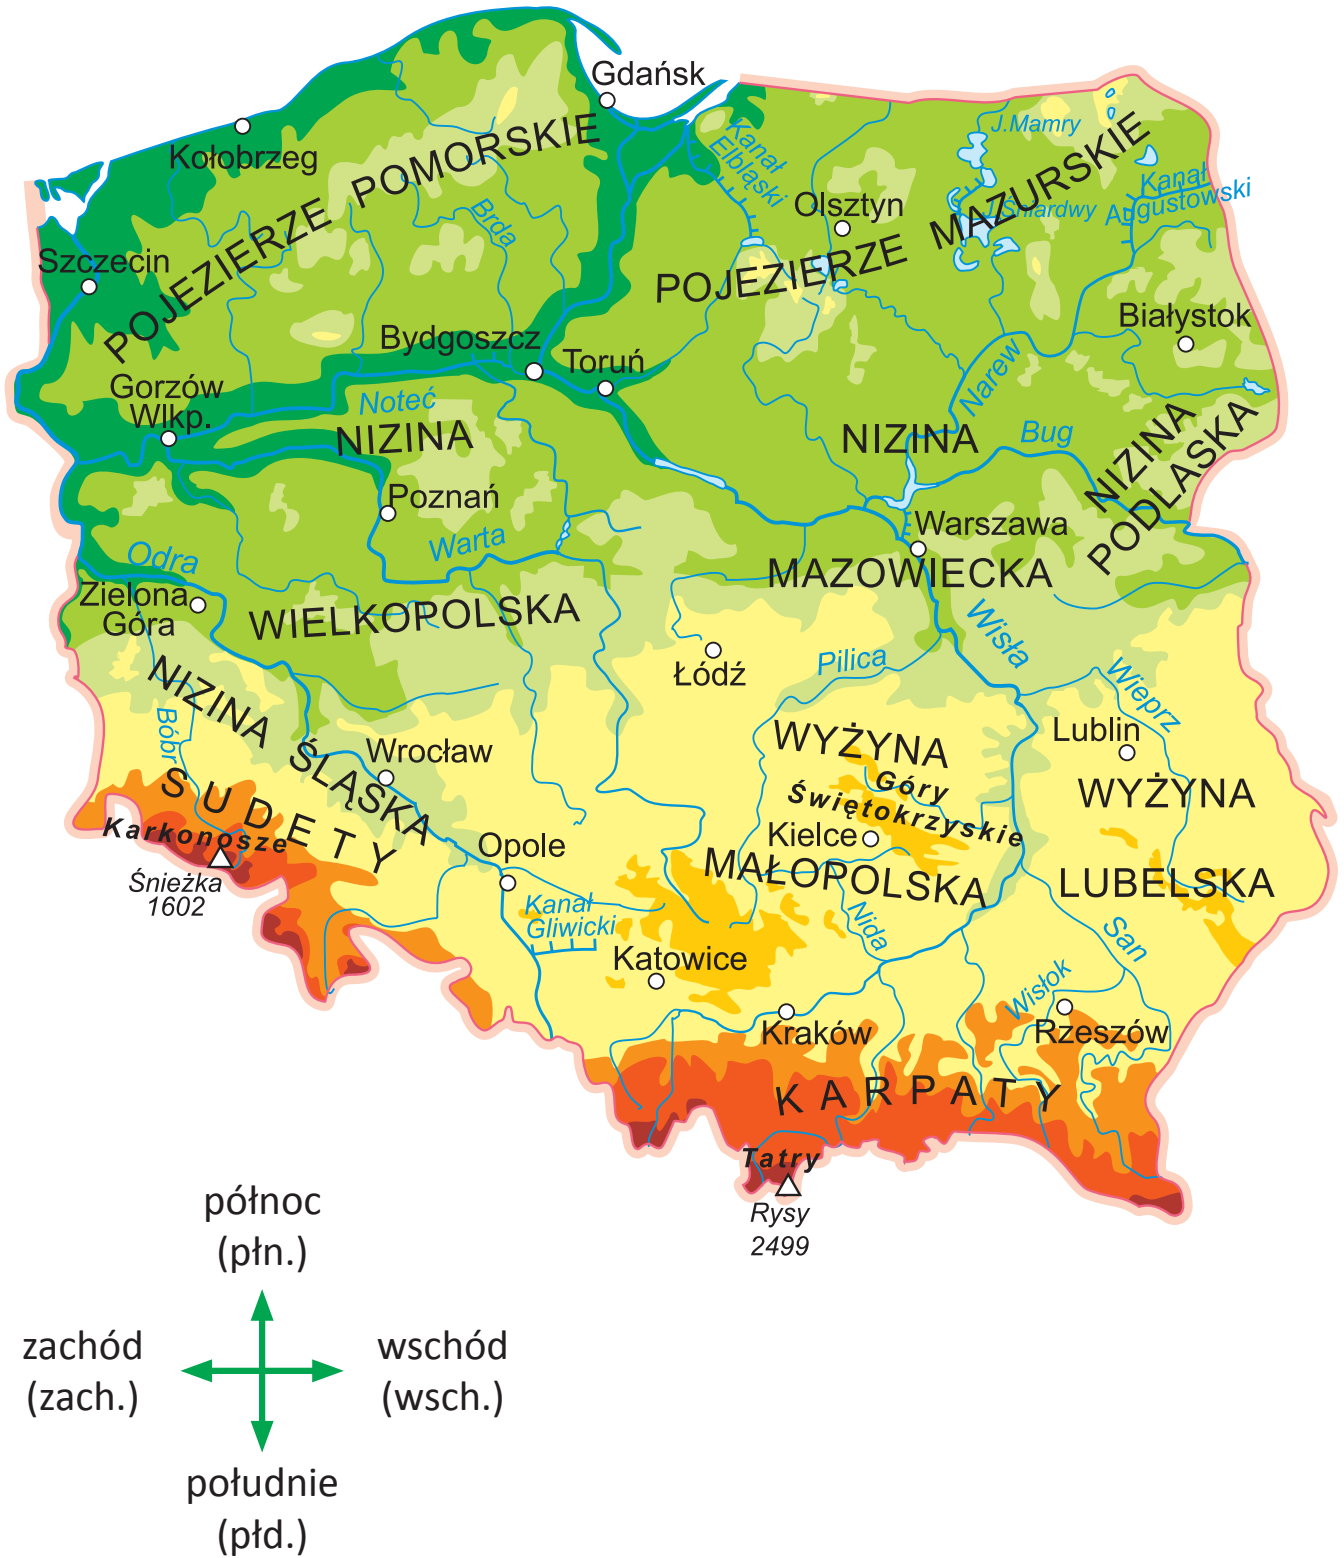 Gdańsk
Kołobrzeg
POJEZIERZE POMORSKIE
Kanał
Elbląski
J.Mamry
Olsztyn
J.Śniardwy
Kanał
Augustowski
POJEZIERZE MAZURSKIE
Brda
Szczecin
Białystok
Bydgoszcz
Toruń
Gorzów
Wlkp.
Noteć
Narew
NIZINA
NIZINA
Bug
NIZINA
PODLASKA
Poznań
Warszawa
Warta
Odra
MAZOWIECKA
Zielona
Góra
WIELKOPOLSKA
Wisła
Łódź
Pilica
Wieprz
NIZINA ŚLĄSKA
Bóbr
Wrocław
WYŻYNA
Lublin
Góry
Świętokrzyskie
WYŻYNA
SUDETY
Karkonosze
Kielce
Opole
MAŁOPOLSKA
LUBELSKA
Śnieżka
1602
Kanał
Gliwicki
Nida
San
Katowice
Wisłok
Kraków
Rzeszów
KARPATY
Tatry
Rysy
2499
północ
(płn.)
zachód
(zach.)
wschód
(wsch.)
południe
(płd.)